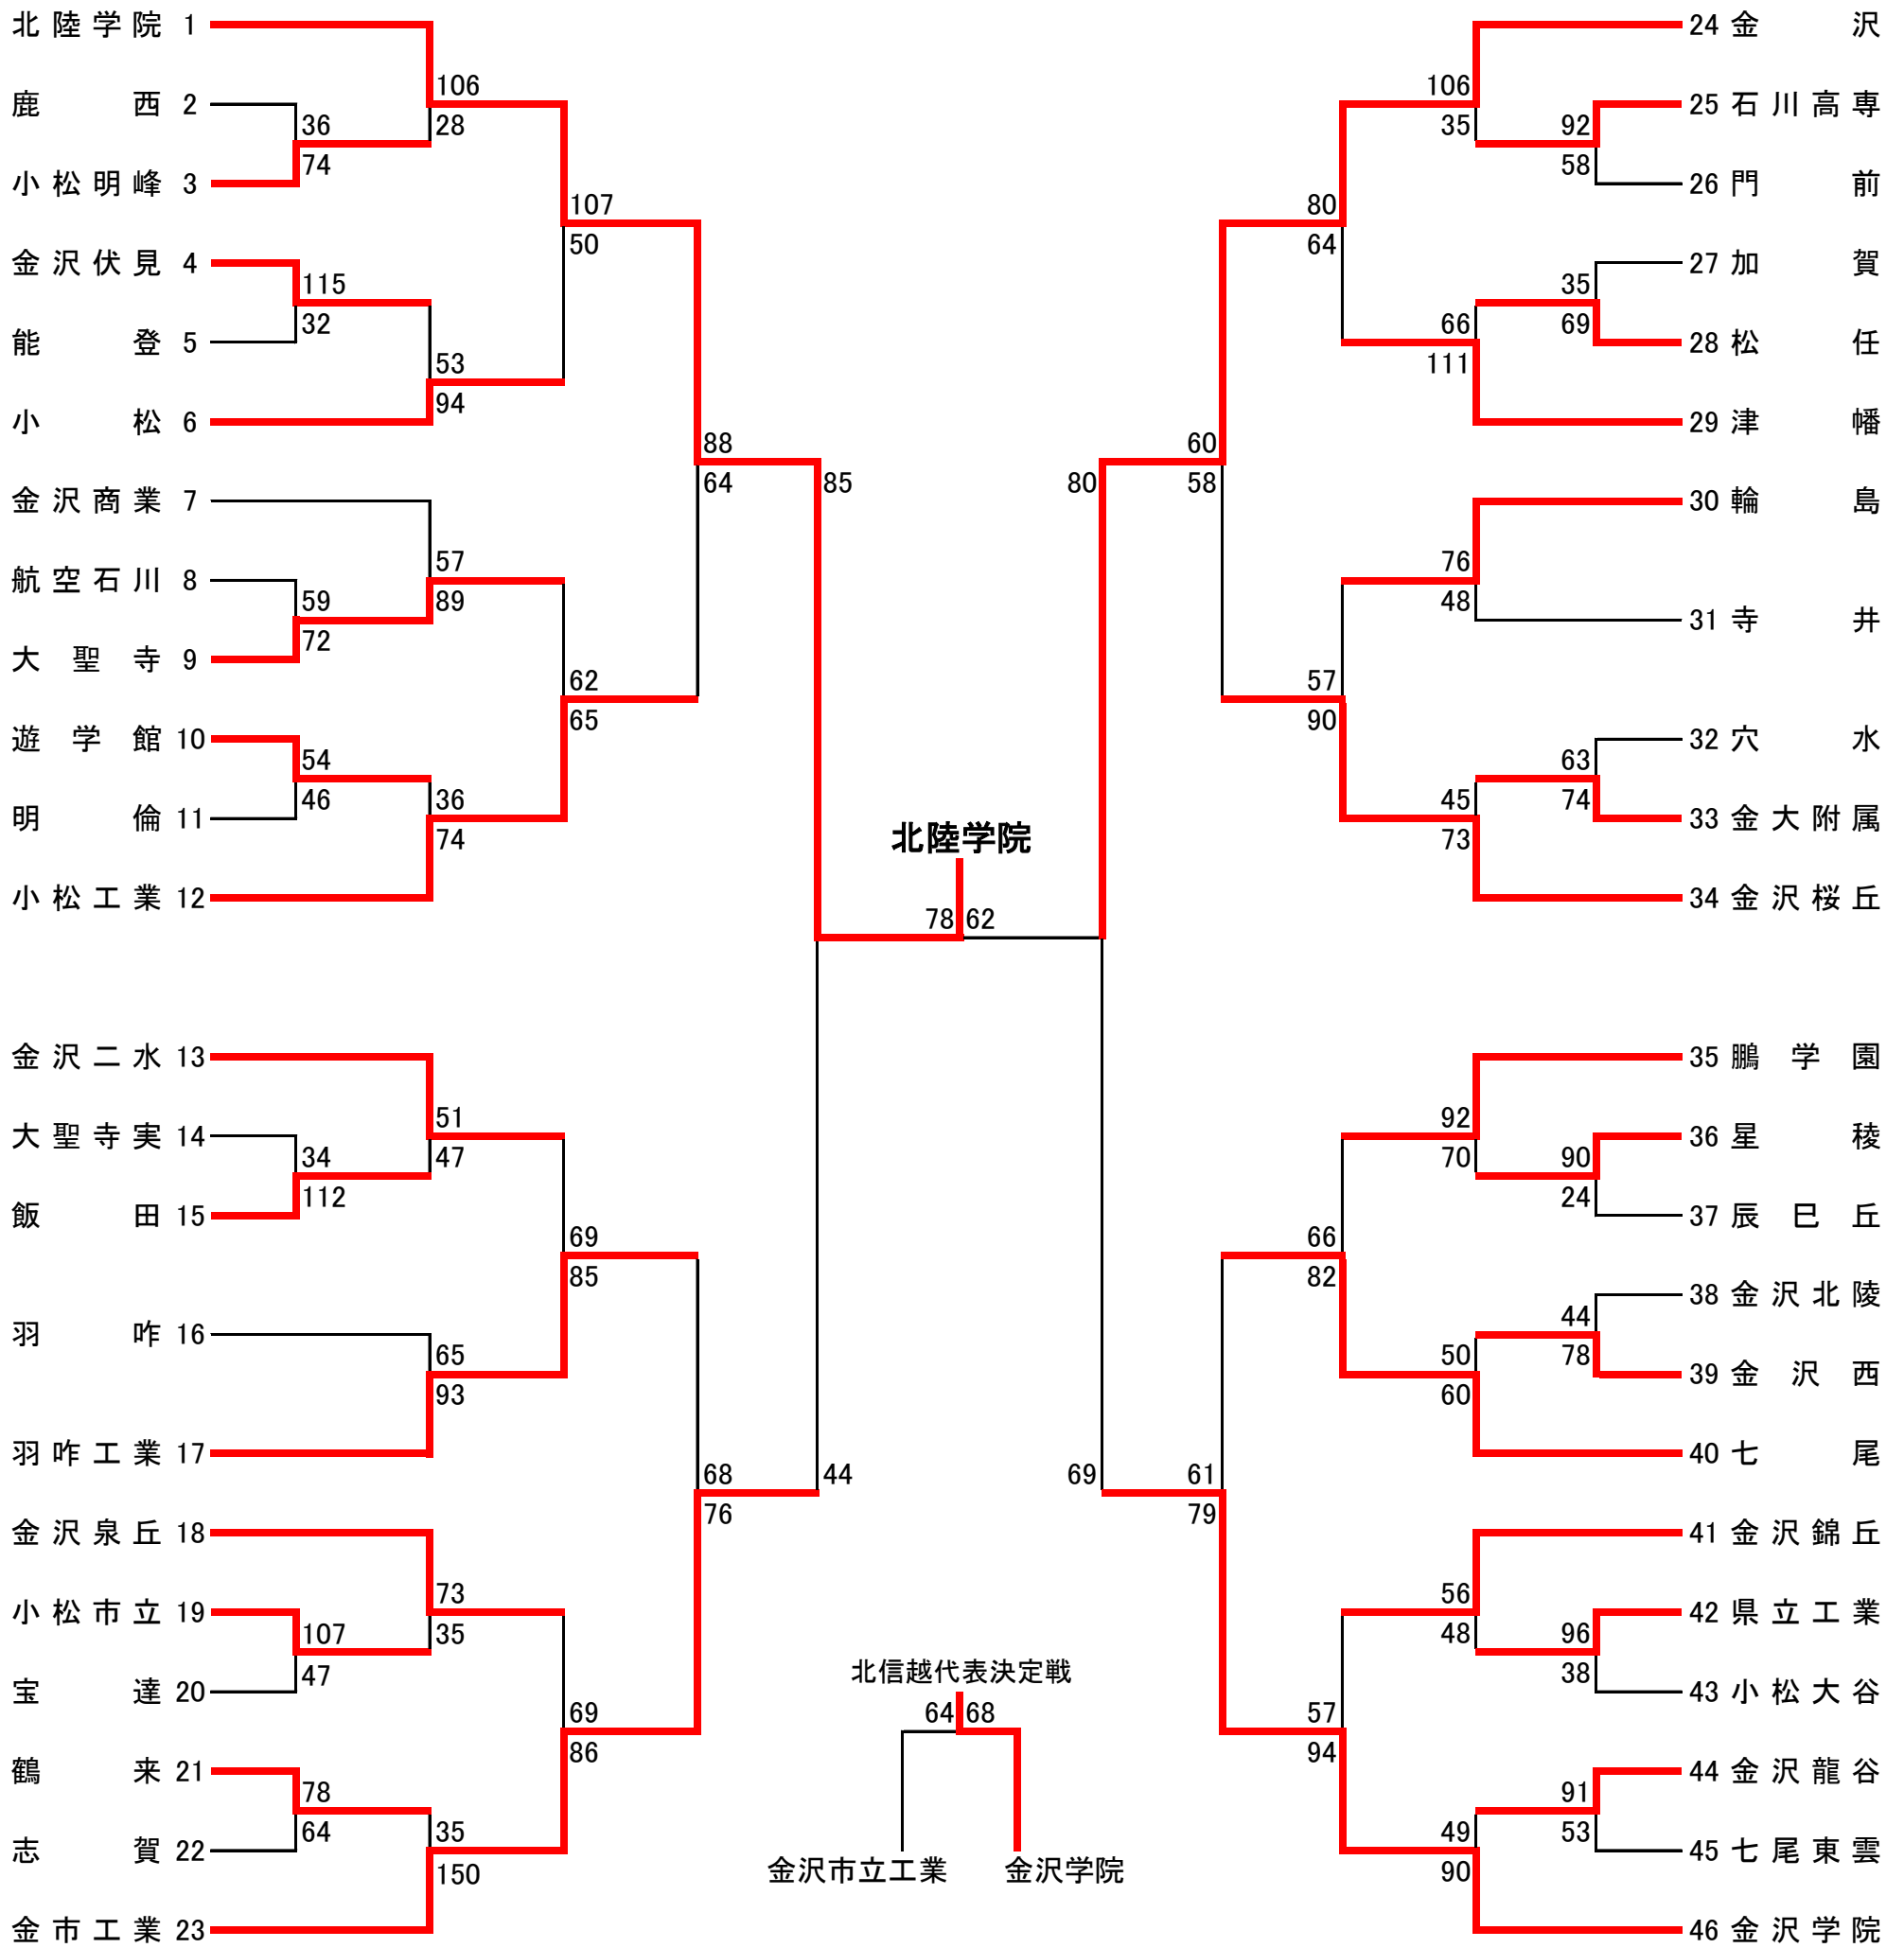 北陸学院 1
106
28
鹿西 2
36
74
小松明峰 3
107
50
金沢伏見 4
115
32
能登 5
53
94
小松 6
88
64
85
金沢商業 7
57
89
航空石川 8
59
72
大聖寺 9
62
65
遊学館 10
54
46
明倫 11
36
74
小松工業 12
金沢二水 13
51
47
大聖寺実 14
34
112
飯田 15
69
85
羽咋 16
65
93
羽咋工業 17
68
76
44
金沢泉丘 18
73
35
小松市立 19
107
47
宝達 20
69
86
鶴来 21
78
64
志賀 22
35
150
金市工業 23
北陸学院
78 62
北信越代表決定戦
64 68
金沢市立工業 金沢学院
24 金沢
106
35
25 石川高専
92
58
26 門前
80
64
27 加賀
35
69
28 松任
66
111
29 津幡
80
60
58
30 輪島
76
48
31 寺井
57
90
32 穴水
63
74
33 金大附属
45
73
34 金沢桜丘
35 鵬学園
92
70
36 星稜
90
24
37 辰巳丘
66
82
38 金沢北陵
44
78
39 金沢西
50
60
40 七尾
69
61
79
41 金沢錦丘
56
48
42 県立工業
96
38
43 小松大谷
57
94
44 金沢龍谷
91
53
45 七尾東雲
49
90
46 金沢学院